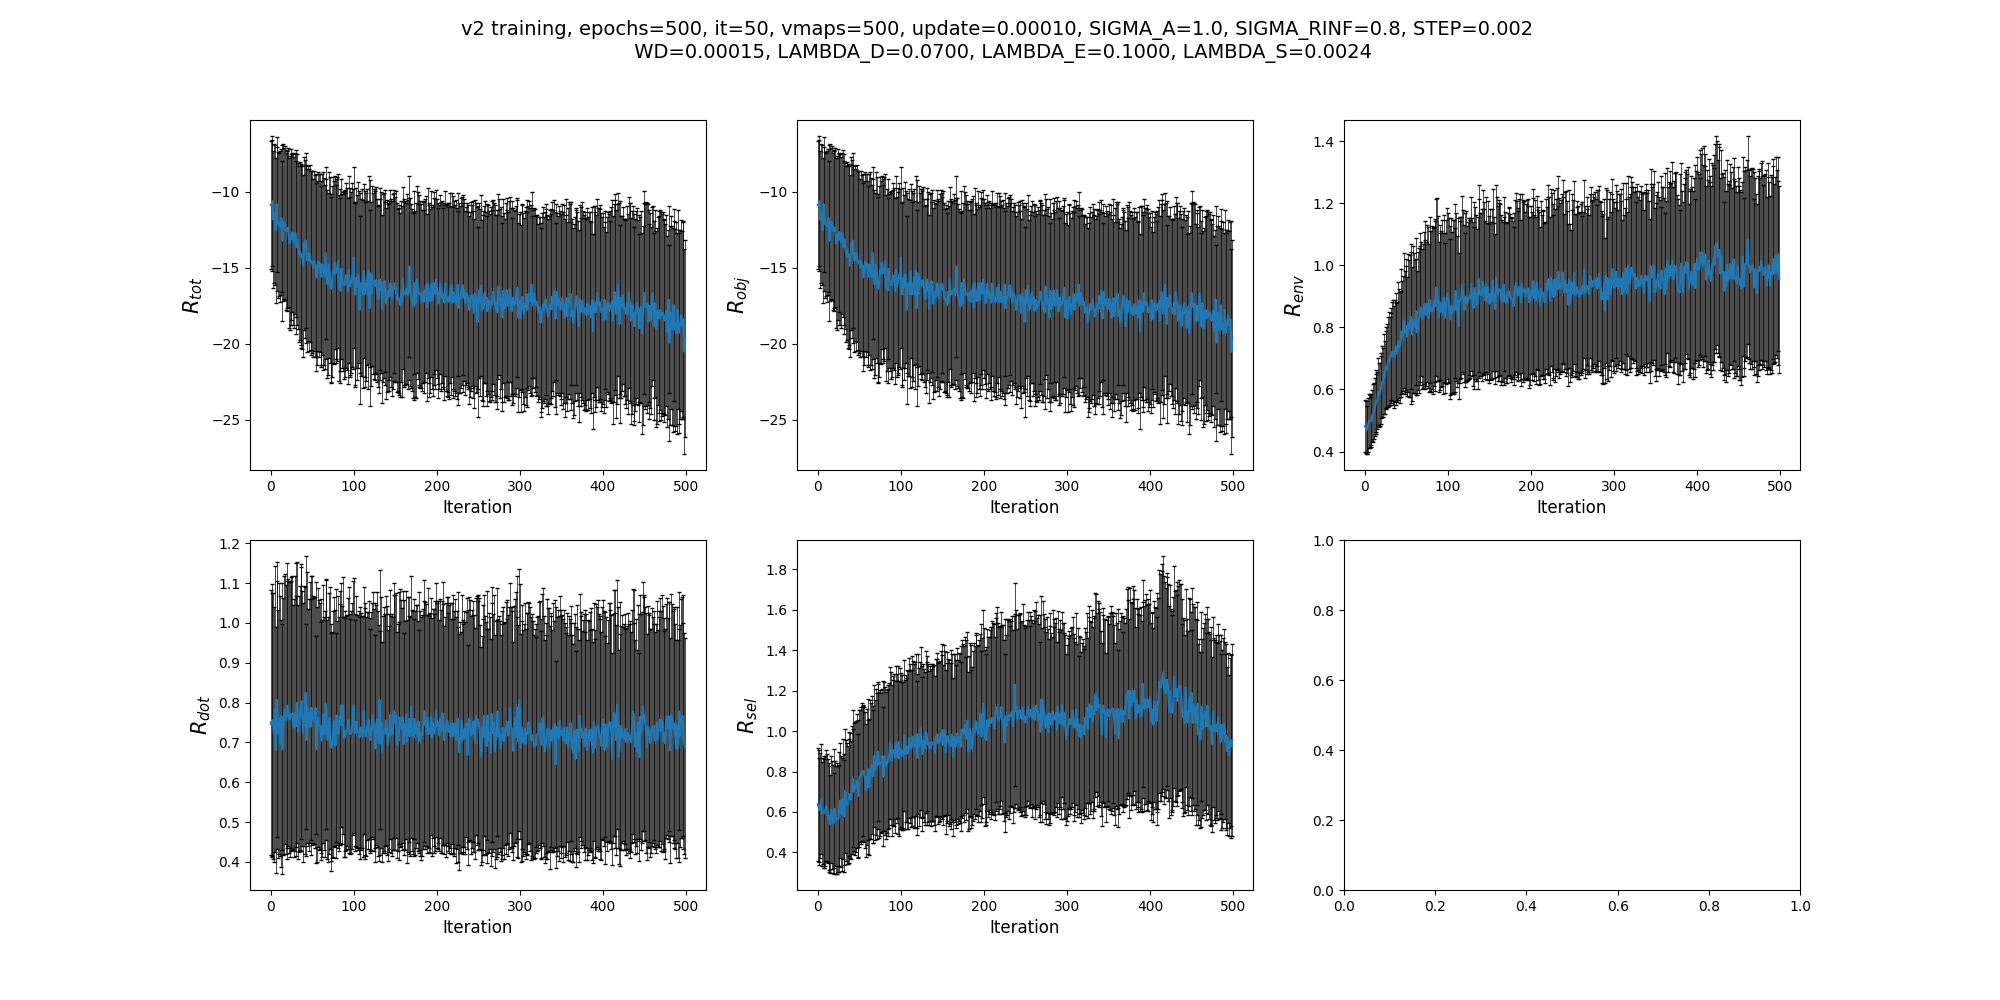 v2 training, epochs=500, it=50, vmaps=500, update=0.00010, SIGMA_A=1.0, SIGMA_RINF=0.8, STEP=0.002
WD=0.00015, LAMBDA_D=0.0700, LAMBDA_E=0.1000, LAMBDA_S=0.0024
R_tot
−10
−15
−20
−25
0 100 200 300 400 500
Iteration
R_obj
−10
−15
−20
−25
0 100 200 300 400 500
Iteration
R_env
1.4
1.2
1.0
0.8
0.6
0.4
0 100 200 300 400 500
Iteration
R_dot
1.2
1.1
1.0
0.9
0.8
0.7
0.6
0.5
0.4
0 100 200 300 400 500
Iteration
R_sel
1.8
1.6
1.4
1.2
1.0
0.8
0.6
0.4
0 100 200 300 400 500
Iteration
1.0
0.8
0.6
0.4
0.2
0.0
0.0 0.2 0.4 0.6 0.8 1.0